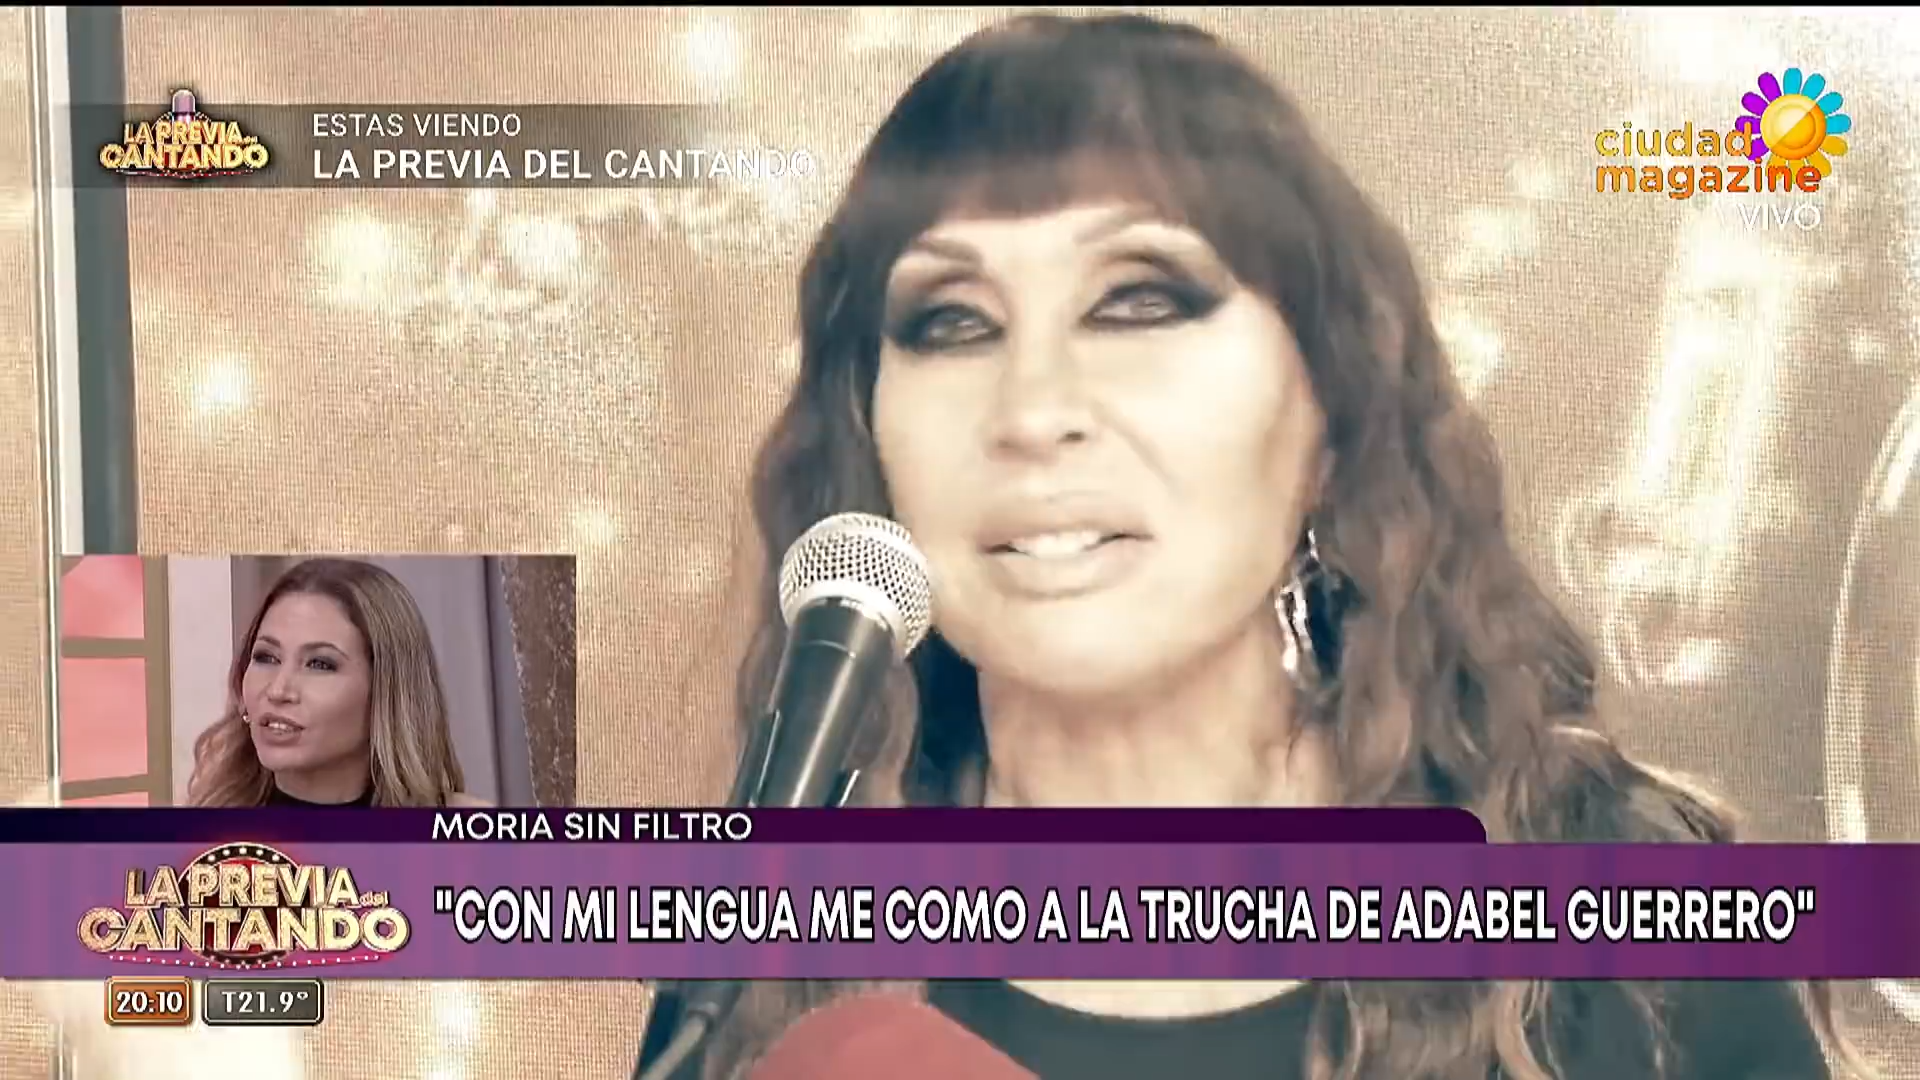 LA PREVIA del
CANTANDO
ESTAS VIENDO
LA PREVIA DEL CANTANDO
ciudad
magazine
VIVO
MORIA SIN FILTRO
LA PREVIA del
CANTANDO
"CON MI LENGUA ME COMO A LA TRUCHA DE ADABEL GUERRERO"
20:10
T21.9°